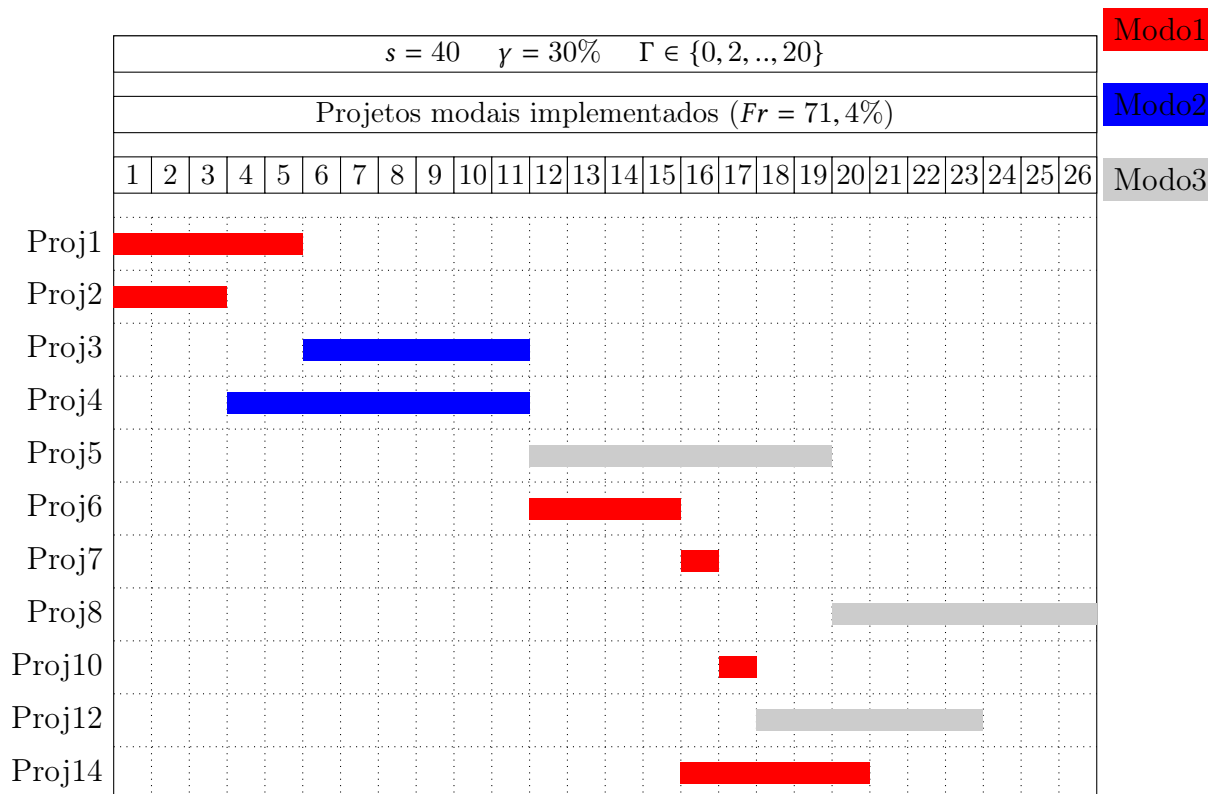 s = 40 γ = 30% Γ ∈ {0, 2, .., 20}
Projetos modais implementados (Fr = 71, 4%)
1 2 3 4 5 6 7 8 9 10 11 12 13 14 15 16 17 18 19 20 21 22 23 24 25 26
Modo1
Modo2
Modo3
Proj1
Proj2
Proj3
Proj4
Proj5
Proj6
Proj7
Proj8
Proj10
Proj12
Proj14